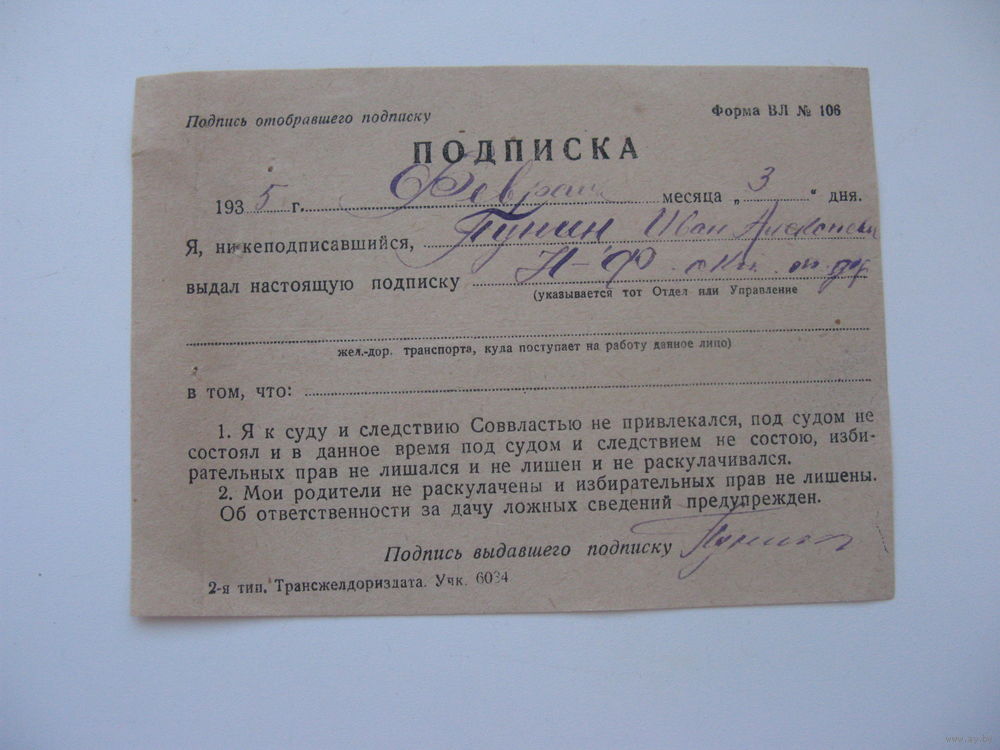 Подпись отобравшего подписку
Форма ВЛ № 106
ПОДПИСКА
1935 г. Феврал месяца „3“ дня.
Я, нижеподписавшийся, Пунин Иван
выдал настоящую подписку Н-Ф
(указывается тот Отдел или Управление
жел.-дор. транспорта, куда поступает на работу данное лицо)
в том, что:
1. Я к суду и следствию Соввластью не привлекался, под судом не
состоял и в данное время под судом и следствием не состою, изби-
рательных прав не лишался и не лишен и не раскулачивался.
2. Мои родители не раскулачены и избирательных прав не лишены.
Об ответственности за дачу ложных сведений предупрежден.
Подпись выдавшего подписку Пунин
2-я тип. Трансжелдориздата. Учк. 6034